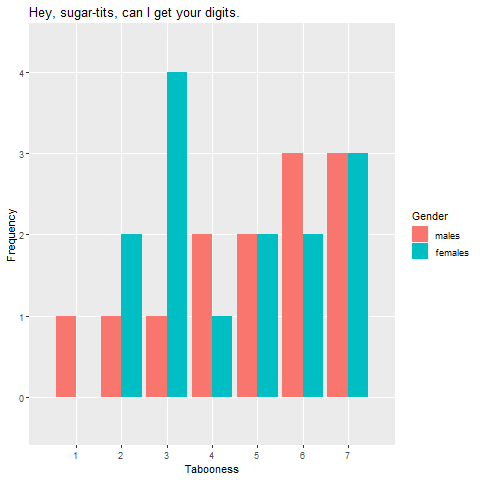 Hey, sugar-tits, can I get your digits.
4
3
2
1
0
Frequency
1 2 3 4 5 6 7
Tabooness
Gender
males
females